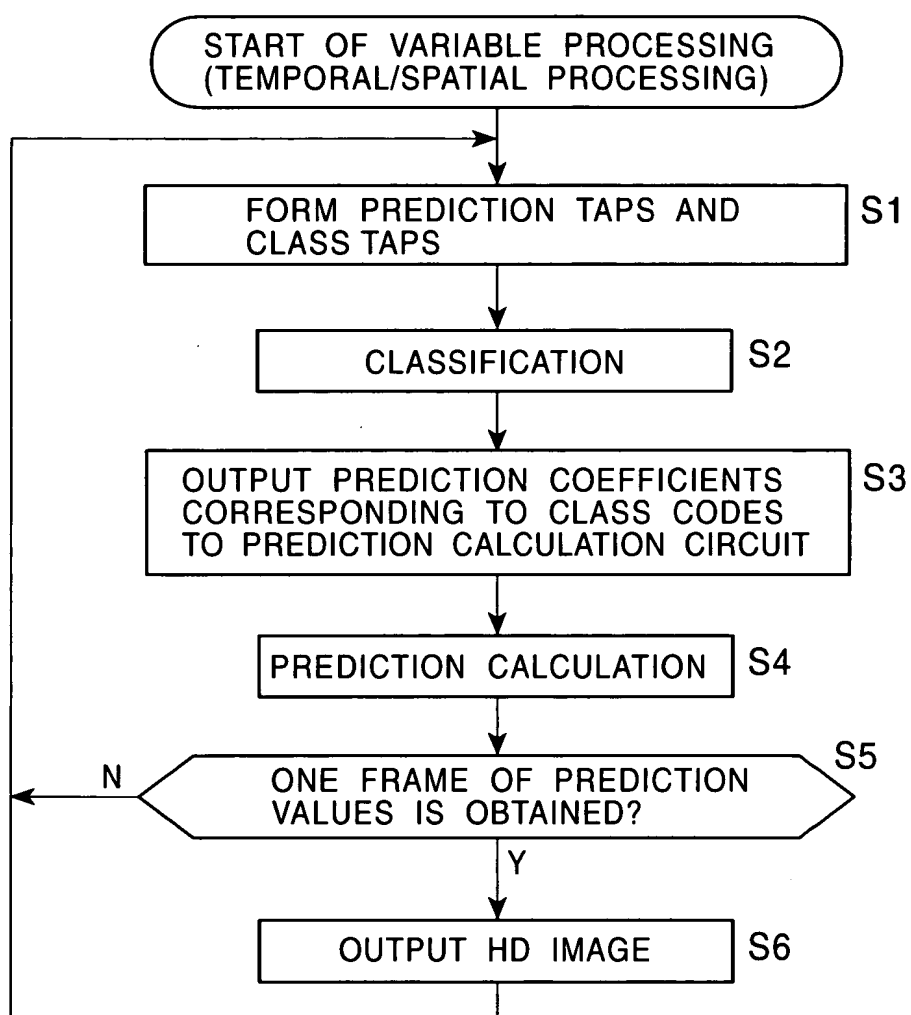 START OF VARIABLE PROCESSING
(TEMPORAL/SPATIAL PROCESSING)
FORM PREDICTION TAPS AND
CLASS TAPS
S1
CLASSIFICATION
S2
OUTPUT PREDICTION COEFFICIENTS
CORRESPONDING TO CLASS CODES
TO PREDICTION CALCULATION CIRCUIT
S3
PREDICTION CALCULATION
S4
ONE FRAME OF PREDICTION
VALUES IS OBTAINED?
S5
N
Y
OUTPUT HD IMAGE
S6